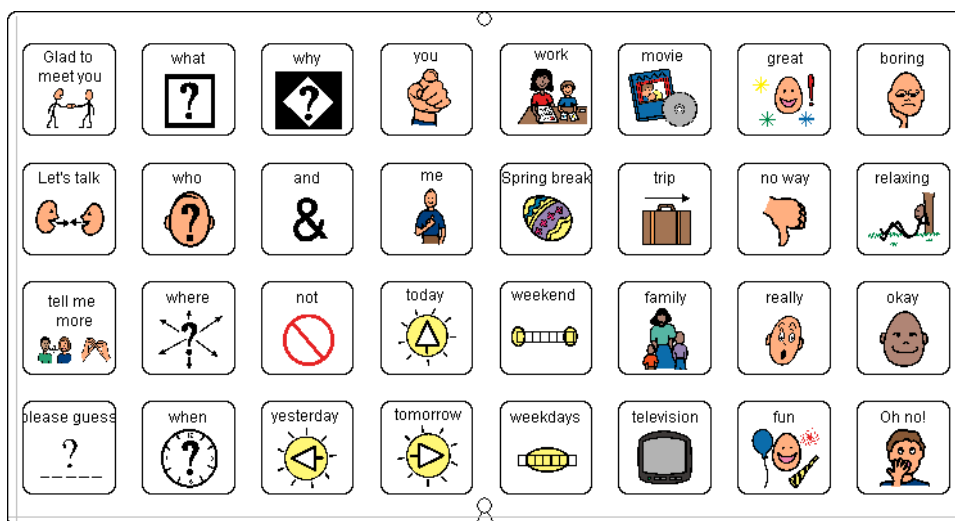 Glad to
meet you
what
why
you
work
movie
great
boring
Let's talk
who
and
me
Spring break
trip
no way
relaxing
tell me
more
where
not
today
weekend
family
really
okay
please guess
when
yesterday
tomorrow
weekdays
television
fun
Oh no!